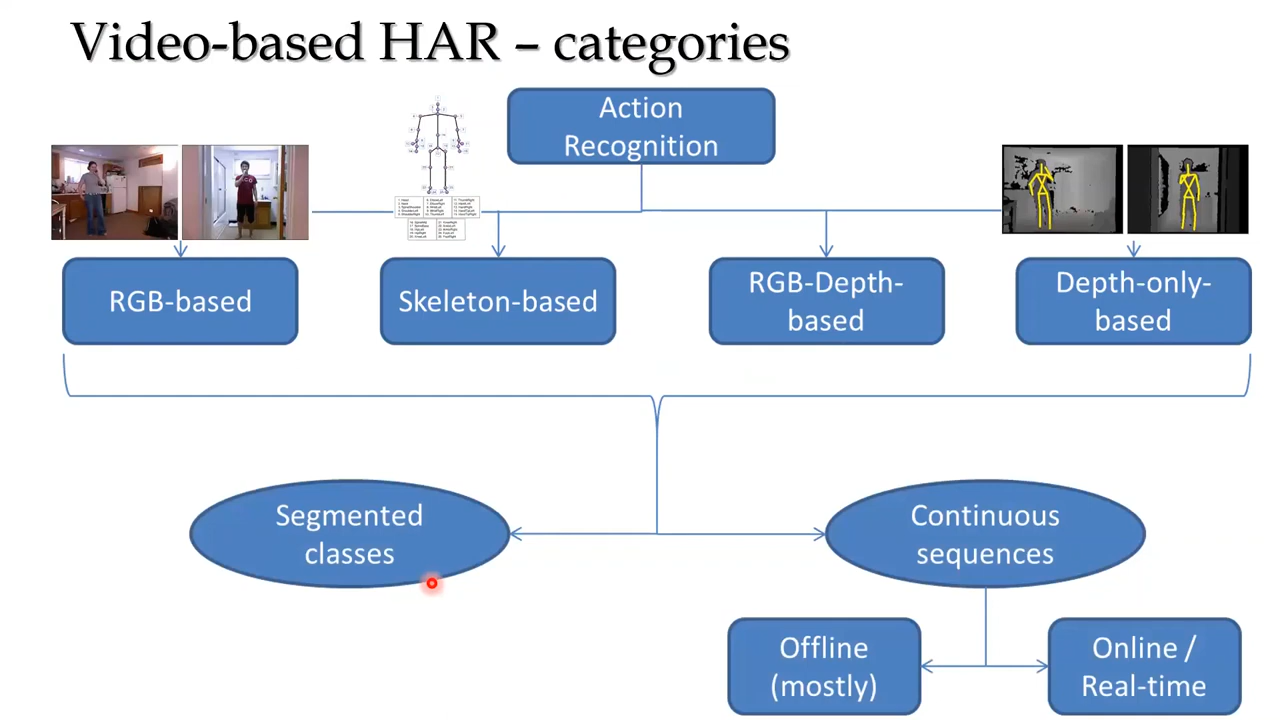 Video-based HAR – categories
Action
Recognition
RGB-based
Skeleton-based
RGB-Depth-
based
Depth-only-
based
Segmented
classes
Continuous
sequences
Offline
(mostly)
Online /
Real-time